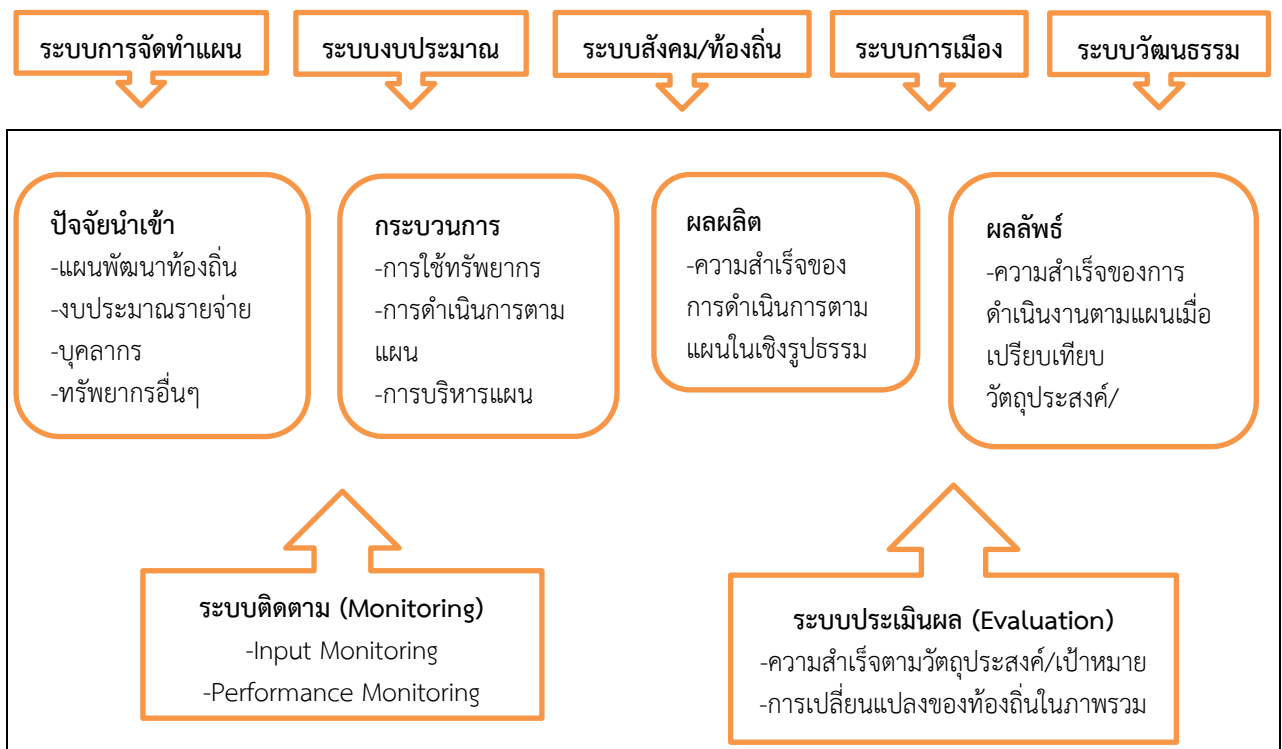 ระบบการจัดทำแผน
ระบบงบประมาณ
ระบบสังคม/ท้องถิ่น
ระบบการเมือง
ระบบวัฒนธรรม
ปัจจัยนำเข้า
-แผนพัฒนาท้องถิ่น
-งบประมาณรายจ่าย
-บุคลากร
-ทรัพยากรอื่นๆ
กระบวนการ
-การใช้ทรัพยากร
-การดำเนินการตาม
แผน
-การบริหารแผน
ผลผลิต
-ความสำเร็จของ
การดำเนินการตาม
แผนในเชิงรูปธรรม
ผลลัพธ์
-ความสำเร็จของการ
ดำเนินงานตามแผนเมื่อ
เปรียบเทียบ
วัตถุประสงค์/
ระบบติดตาม (Monitoring)
-Input Monitoring
-Performance Monitoring
ระบบประเมินผล (Evaluation)
-ความสำเร็จตามวัตถุประสงค์/เป้าหมาย
-การเปลี่ยนแปลงของท้องถิ่นในภาพรวม